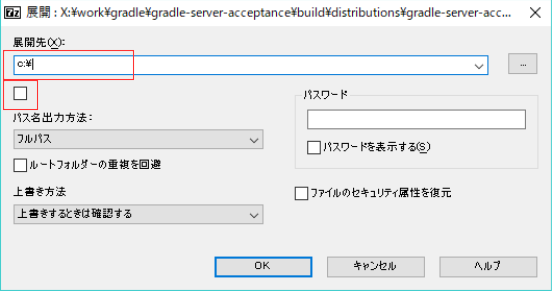 展開 : X:¥work¥gradle¥gradle-server-acceptance¥build¥distributions¥gradle-server-acc...
展開先(X):
c:¥
...
パス名出力方法:
フルパス
ルートフォルダーの重複を回避
上書き方法
上書きするときは確認する
パスワード
パスワードを表示する(S)
ファイルのセキュリティ属性を復元
OK
キャンセル
ヘルプ